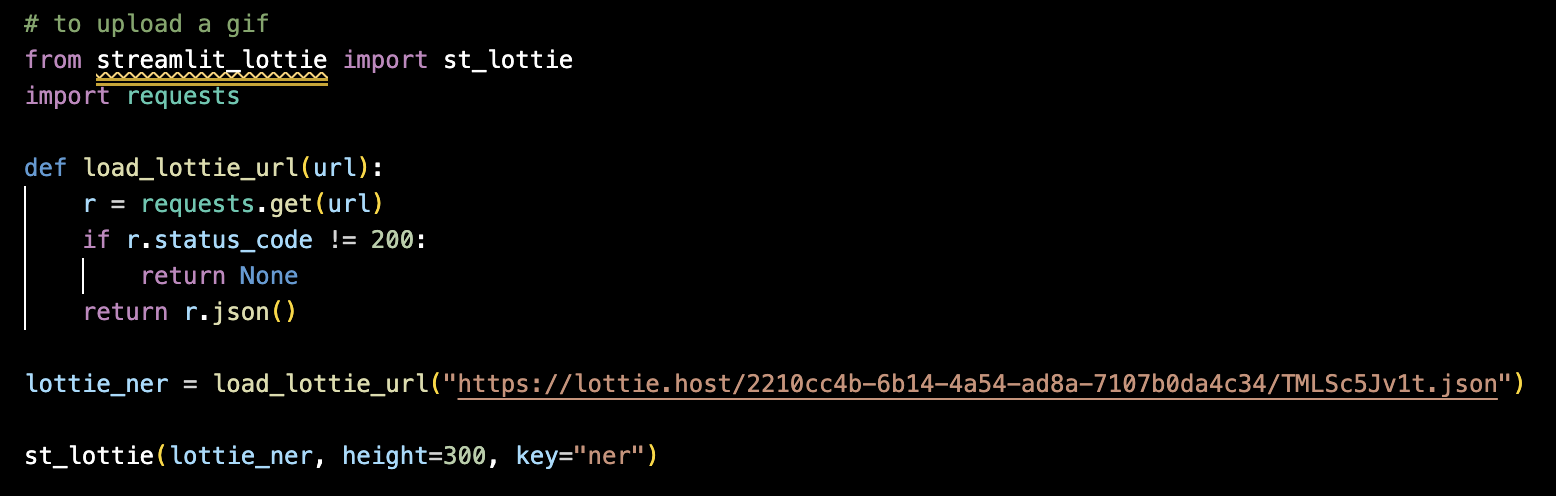 # to upload a gif
from streamlit_lottie import st_lottie
import requests
def load_lottie_url(url):
r = requests.get(url)
if r.status_code != 200:
return None
return r.json()
lottie_ner = load_lottie_url("https://lottie.host/2210cc4b-6b14-4a54-ad8a-7107b0da4c34/TMLSc5Jv1t.json")
st_lottie(lottie_ner, height=300, key="ner")